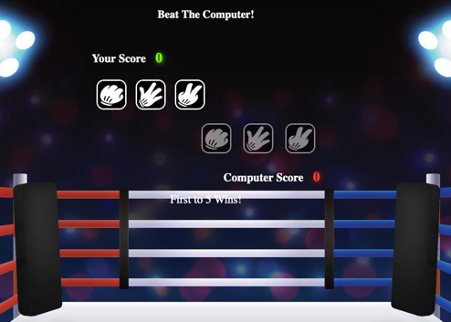 Beat The Computer!
Your Score 0
Computer Score 0
First to 5 Wins!